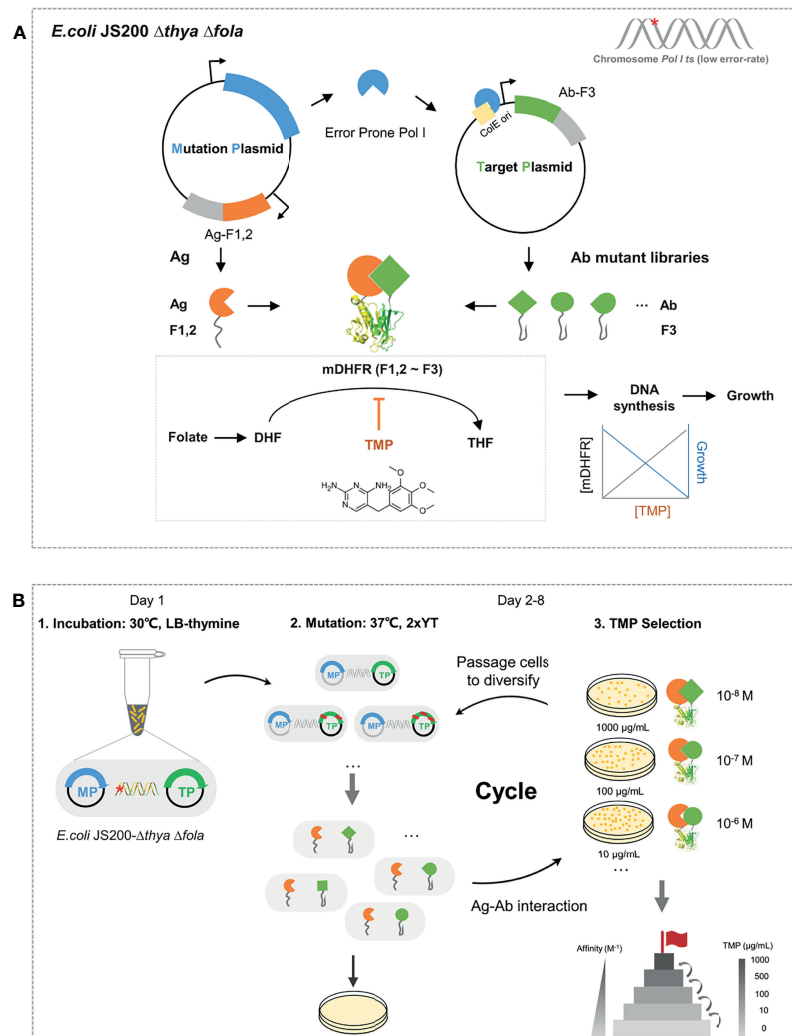 A
E.coli JS200 Δthya Δfola
Chromosome Pol I ts (low error-rate)
Ab-F3
ColE ori
Error Prone Pol I
Mutation Plasmid
Target Plasmid
Ag-F1,2
Ag
Ab mutant libraries
Ag
F1,2
... Ab
F3
mDHFR (F1,2 ~ F3)
Folate
DHF
TMP
THF
DNA
synthesis
Growth
[mDHFR]
Growth
[TMP]
H2N
N
NH2
N
O
O
O
B
Day 1
Day 2-8
1. Incubation: 30℃, LB-thymine
2. Mutation: 37℃, 2xYT
3. TMP Selection
MP
TP
Passage cells
to diversify
MP
TP
MP
TP
...
1000 µg/mL
10-8 M
100 µg/mL
10-7 M
10 µg/mL
10-6 M
...
Cycle
MP
TP
E.coli JS200-Δthya Δfola
...
Ag-Ab interaction
Affinity (M-1)
TMP (µg/mL)
1000
500
100
10
0